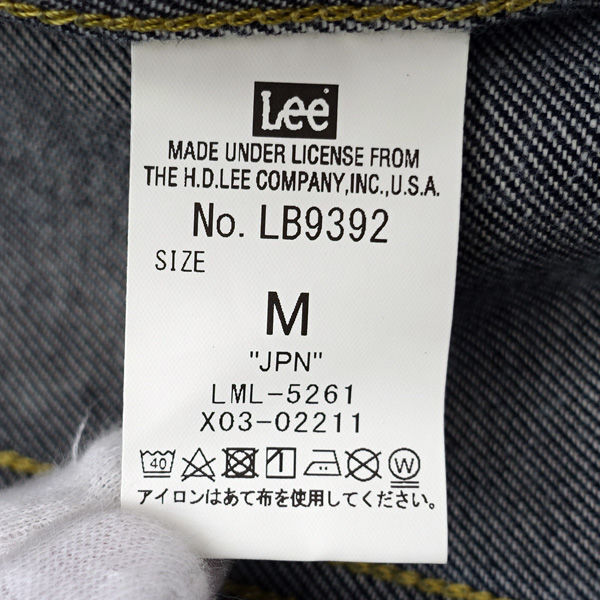 Lee
MADE UNDER LICENSE FROM
THE H.D.LEE COMPANY,INC.,U.S.A.
No. LB9392
SIZE
M
"JPN"
LML-5261
X03-02211
40 W
アイロンはあて布を使用してください。